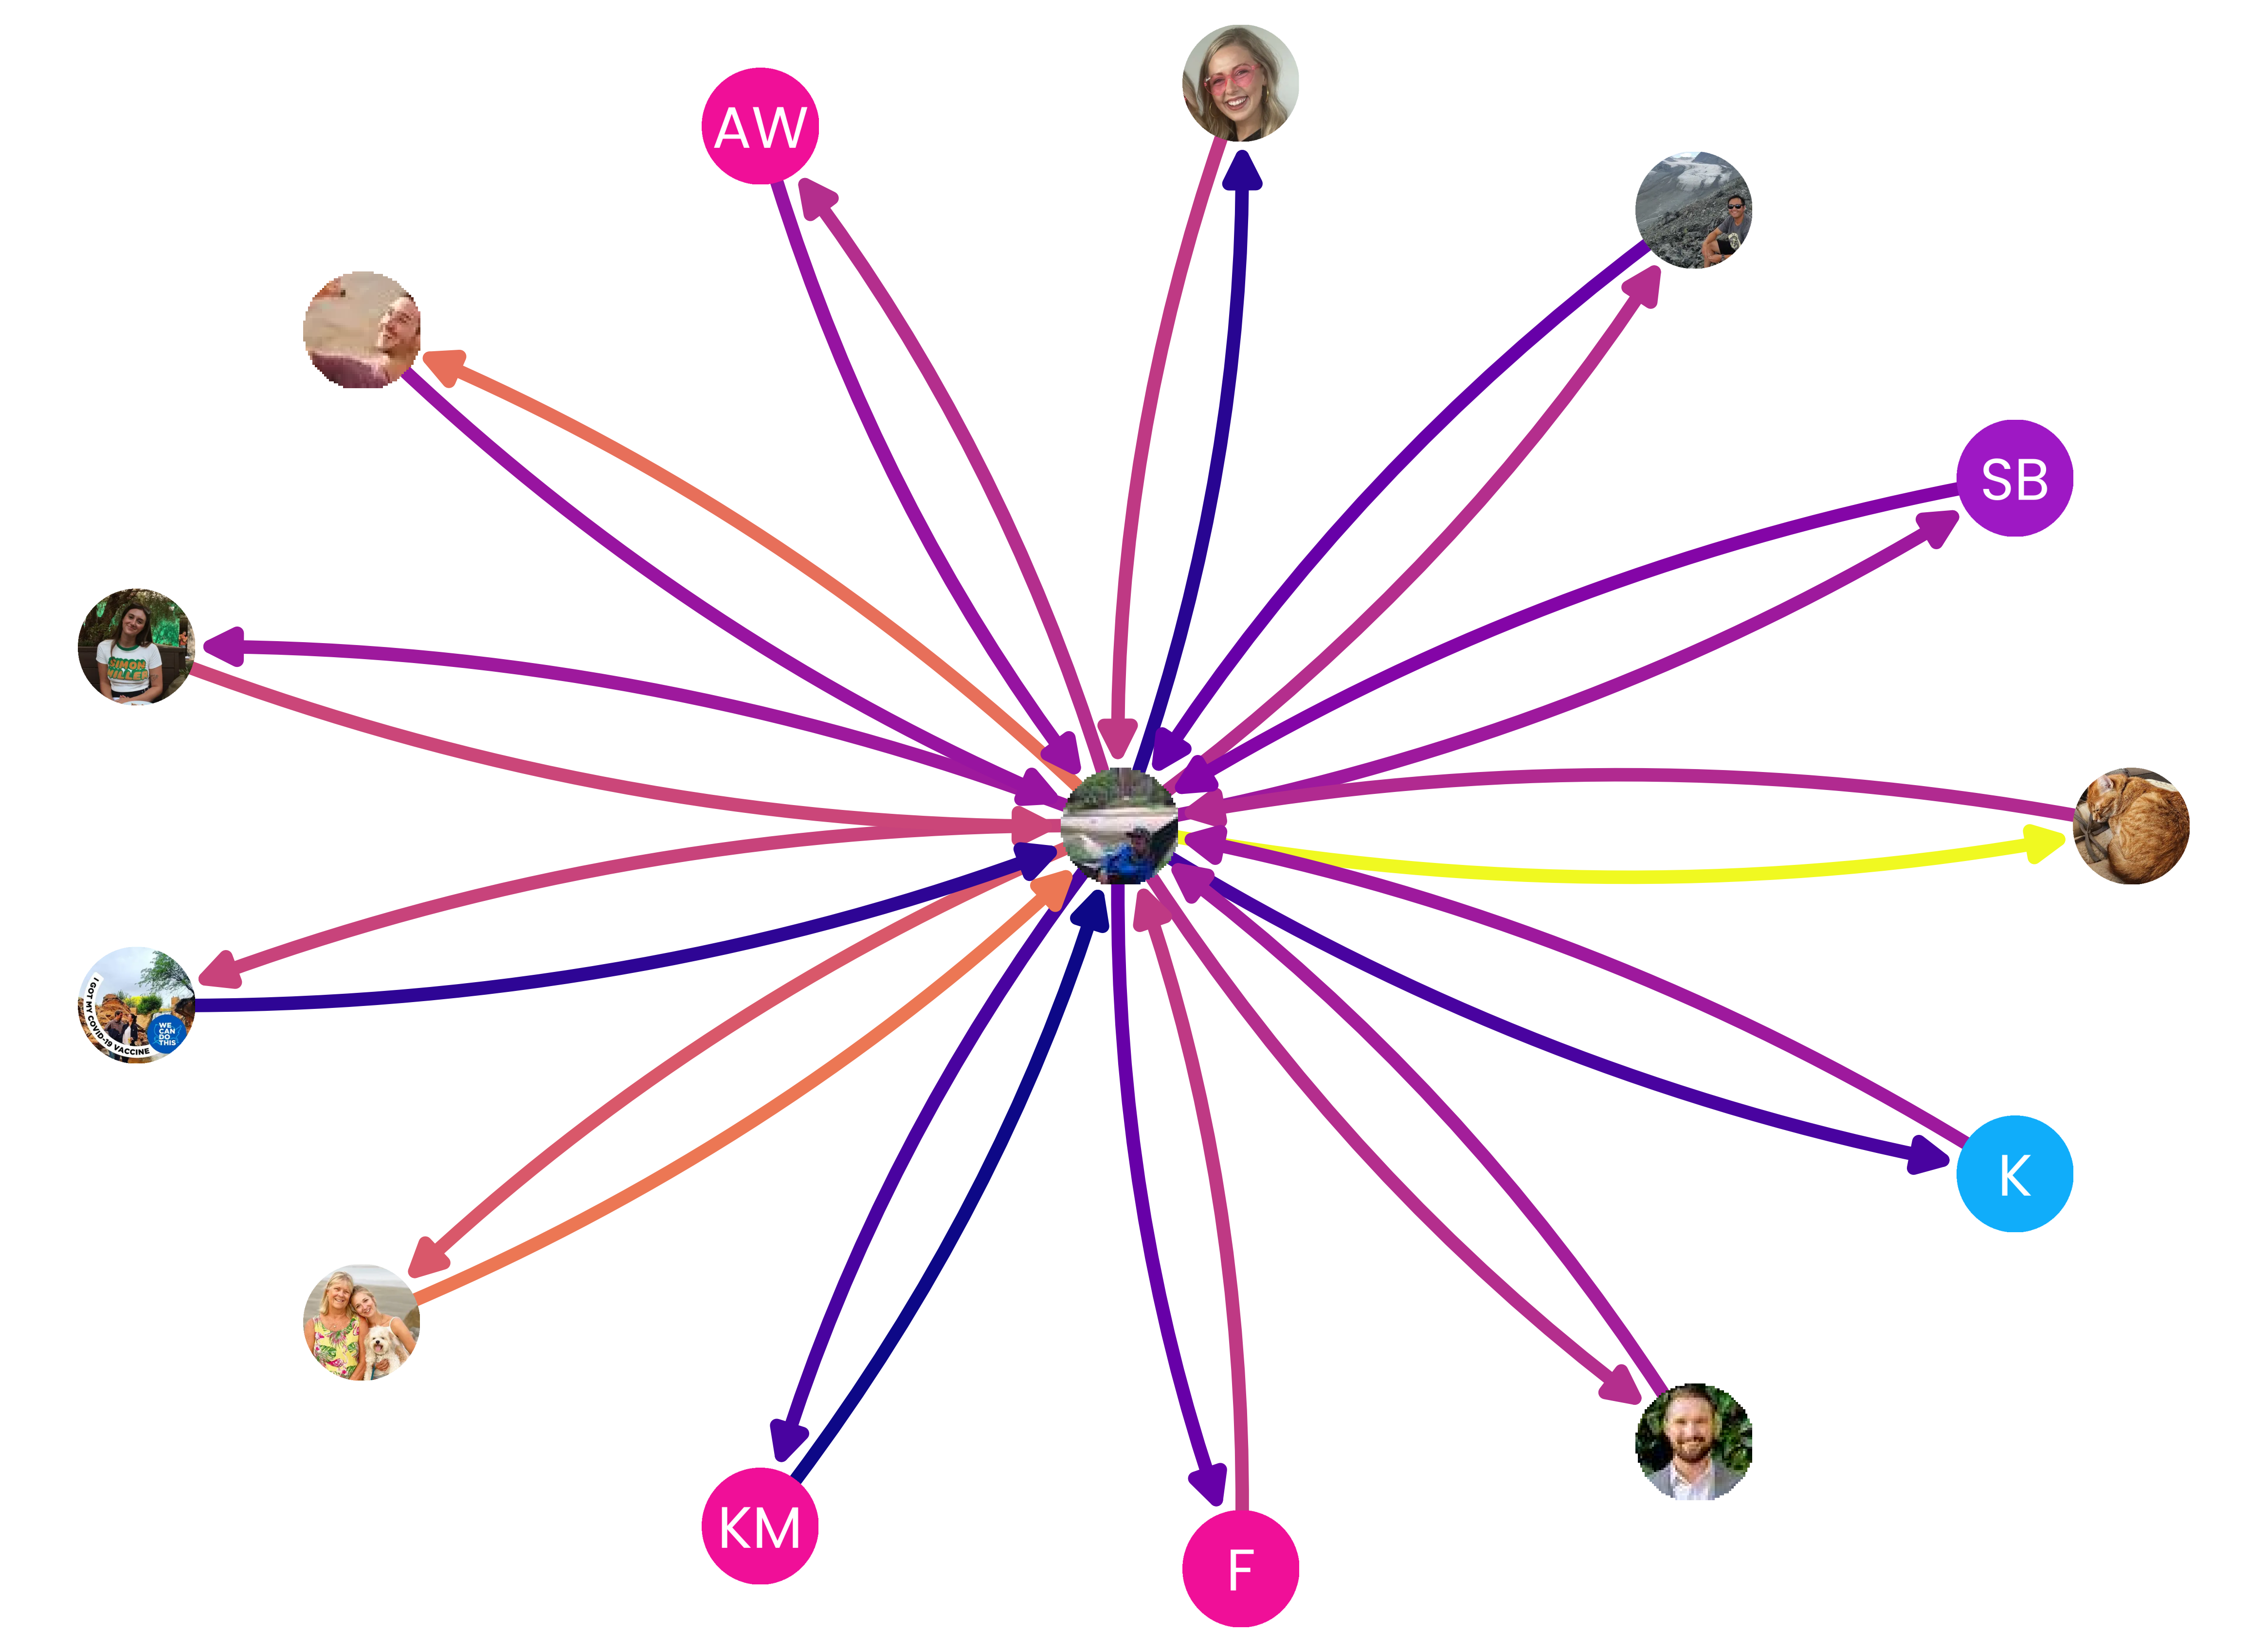 AW
SB
SIMON
MILLER
I GOT MY COVID-19 VACCINE
WE
CAN
DO
THIS
K
KM
F